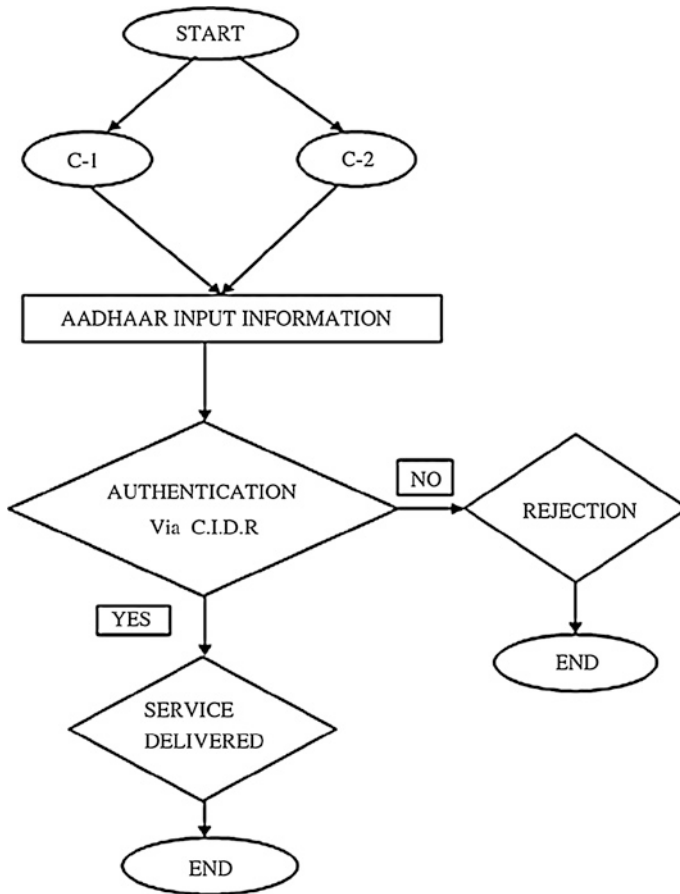 START
C-1
C-2
AADHAAR INPUT INFORMATION
AUTHENTICATION
Via C.I.D.R
NO
REJECTION
YES
END
SERVICE
DELIVERED
END